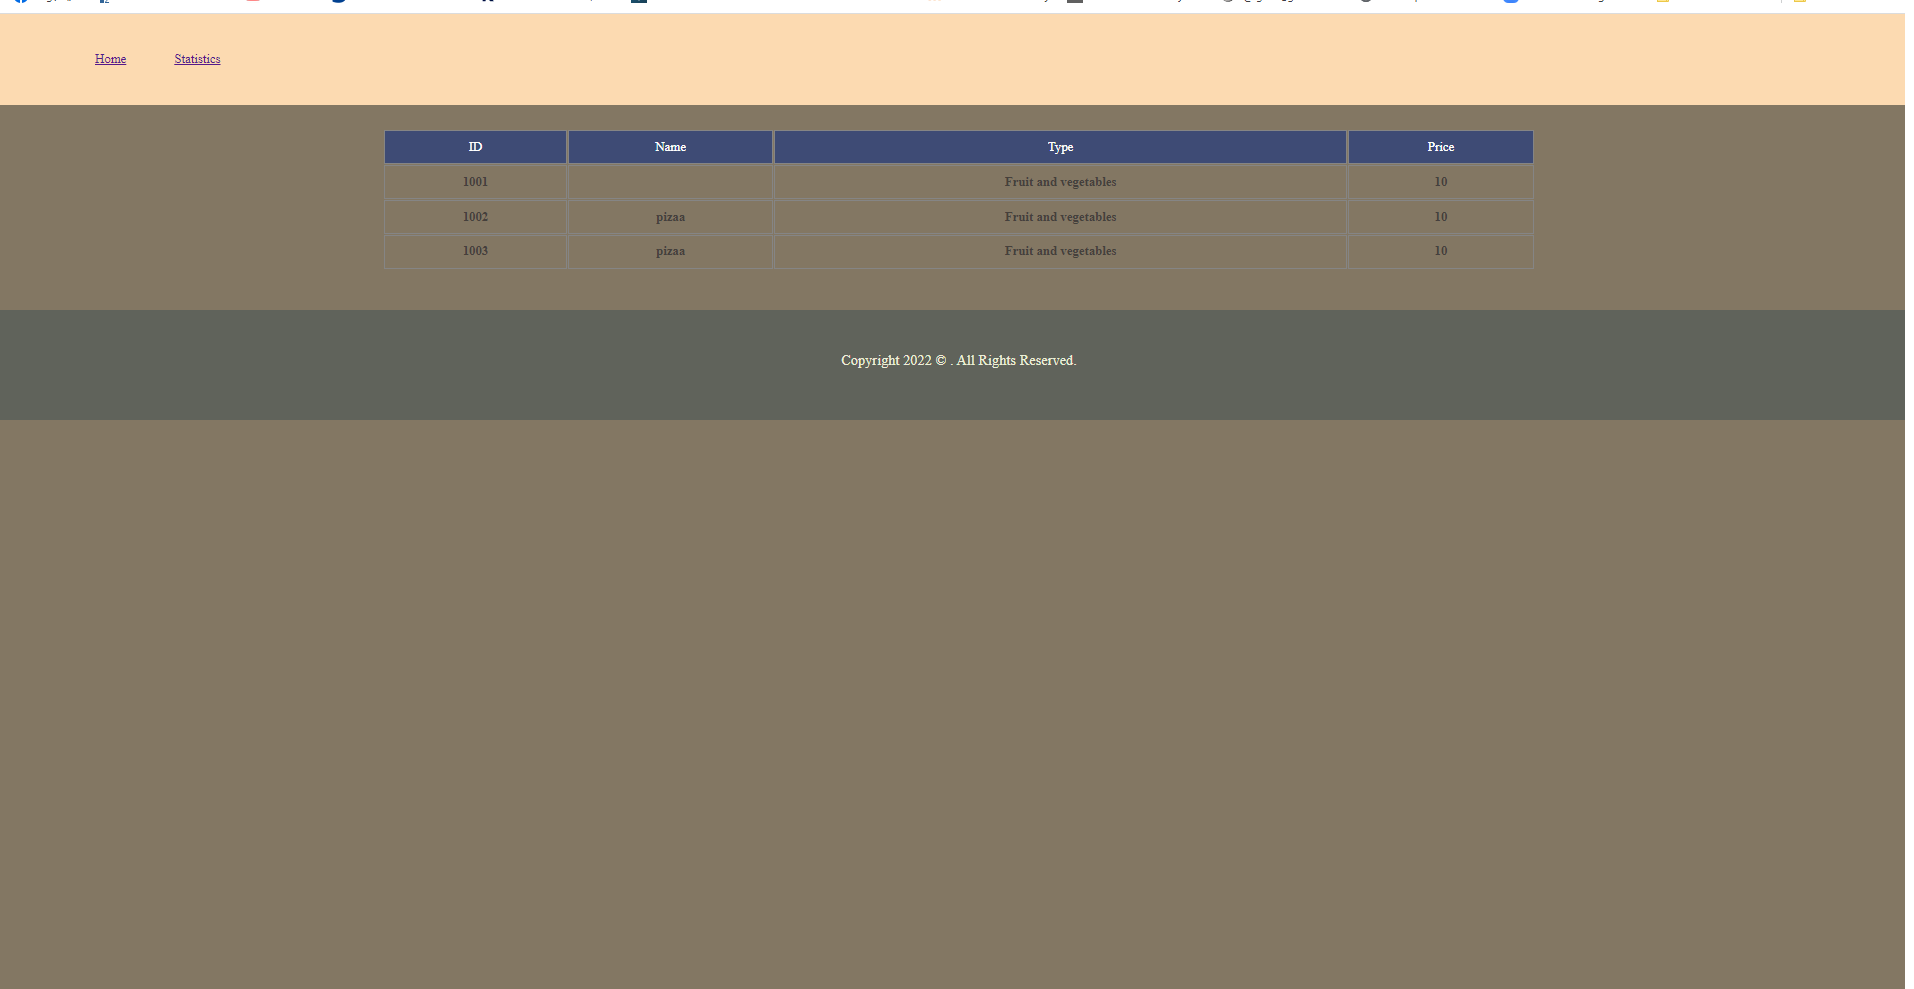 Home Statistics
ID Name Type Price
1001 Fruit and vegetables 10
1002 pizaa Fruit and vegetables 10
1003 pizaa Fruit and vegetables 10
Copyright 2022 © . All Rights Reserved.